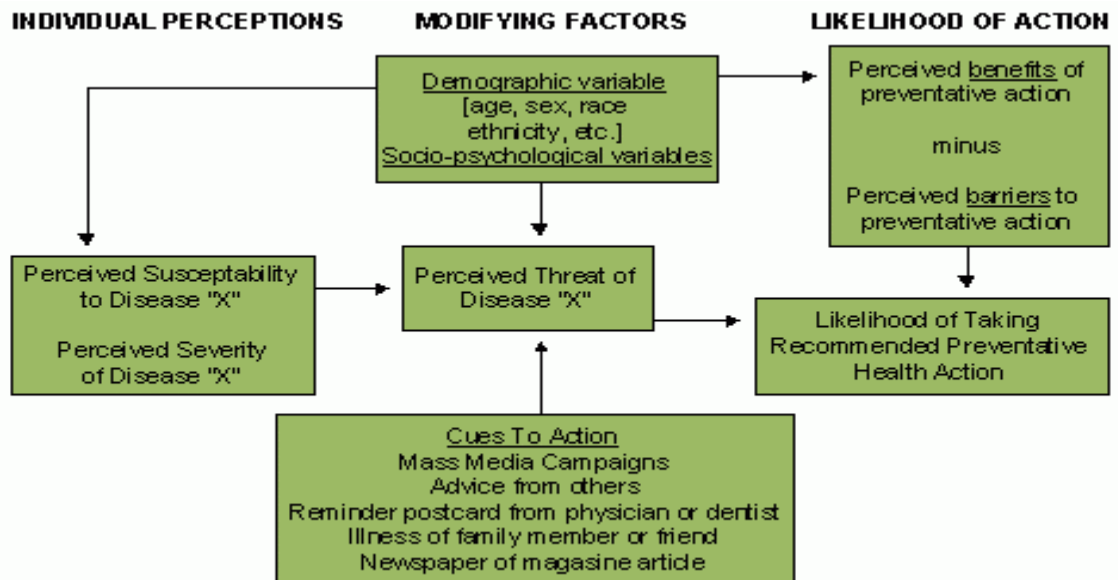 INDIVIDUAL PERCEPTIONS
MODIFYING FACTORS
LIKELIHOOD OF ACTION
Demographic variable
[age, sex, race
ethnicity, etc.]
Socio-psychological variables
Perceived benefits of
preventative action
minus
Perceived barriers to
preventative action
Perceived Susceptability
to Disease "X"
Perceived Severity
of Disease "X"
Perceived Threat of
Disease "X"
Likelihood of Taking
Recommended Preventative
Health Action
Cues To Action
Mass Media Campaigns
Advice from others
Reminder postcard from physician or dentist
Illness of family member or friend
Newspaper of magasine article